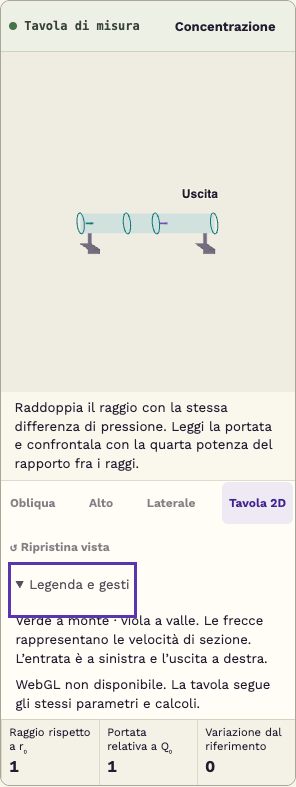 Tavola di misura
Concentrazione
Uscita
Raddoppia il raggio con la stessa
differenza di pressione. Leggi la portata
e confrontala con la quarta potenza del
rapporto fra i raggi.
Obliqua Alto Laterale Tavola 2D
↺ Ripristina vista
▼ Legenda e gesti
Verde a monte · viola a valle. Le frecce
rappresentano le velocità di sezione.
L'entrata è a sinistra e l'uscita a destra.
WebGL non disponibile. La tavola segue
gli stessi parametri e calcoli.
Raggio rispetto
a r₀
1
Portata
relativa a Q₀
1
Variazione dal
riferimento
0